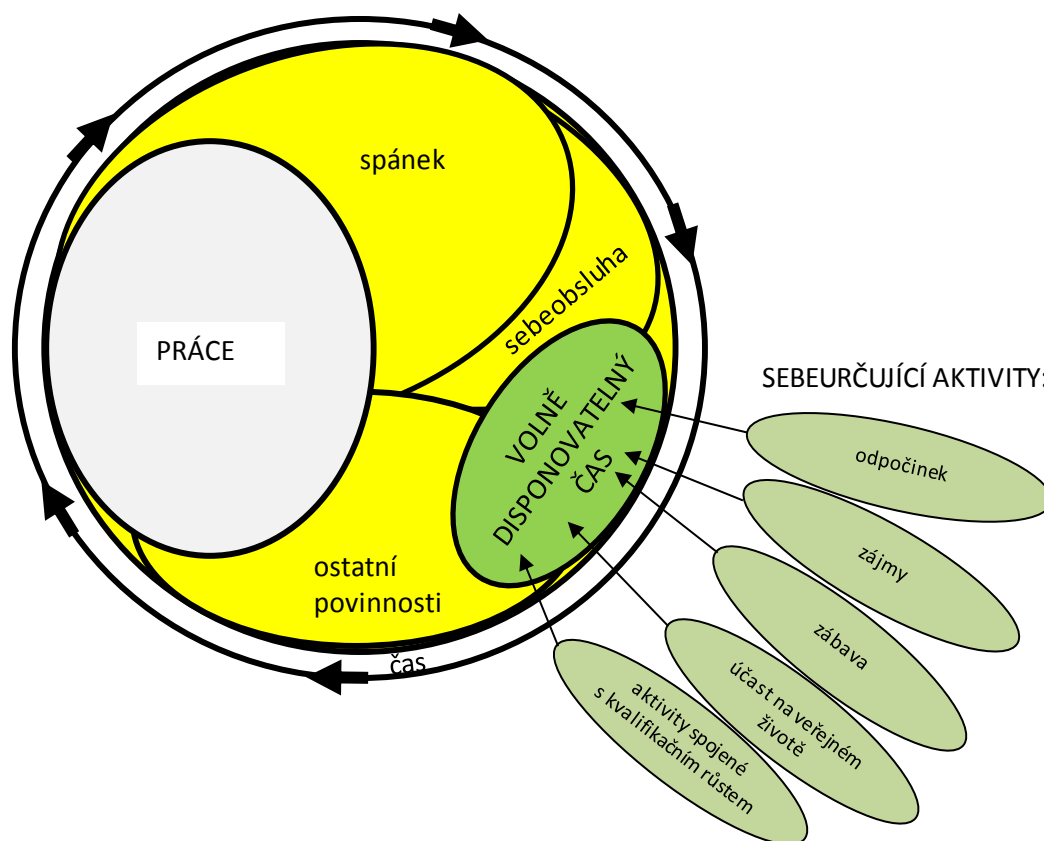 spánek
sebeobsluha
PRÁCE
VOLNĚ
DISPONOVATELNÝ
ČAS
ostatní
povinnosti
čas
SEBEURČUJÍCÍ AKTIVITY:
odpočinek
zájmy
zábava
účast na veřejném
životě
aktivity spojené
s kvalifikačním růstem